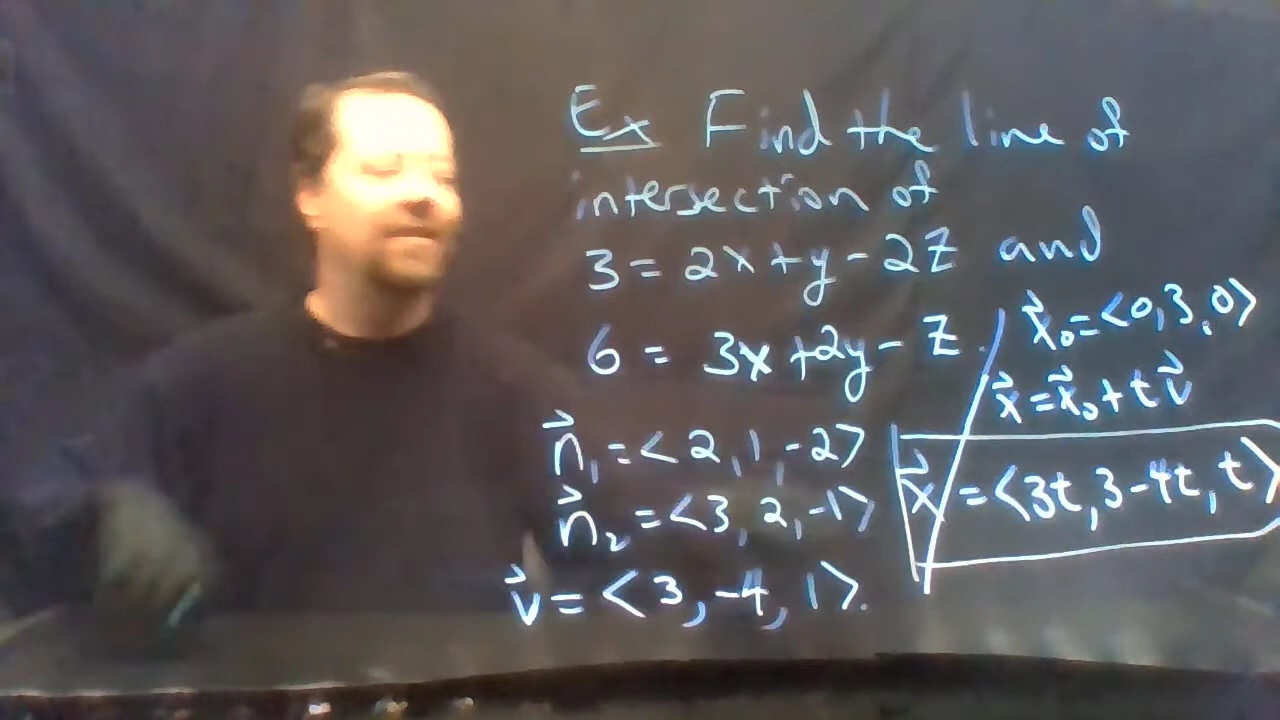 Ex Find the line of
intersection of
3 = 2x + y - 2z and
6 = 3x + 2y - z.
n⃗₁ = <2, 1, -2>
n⃗₂ = <3, 2, -1>
v⃗ = <3, -4, 1>.
x⃗₀ = <0, 3, 0>
x⃗ = x⃗₀ + t v⃗
x⃗ = <3t, 3-4t, t>